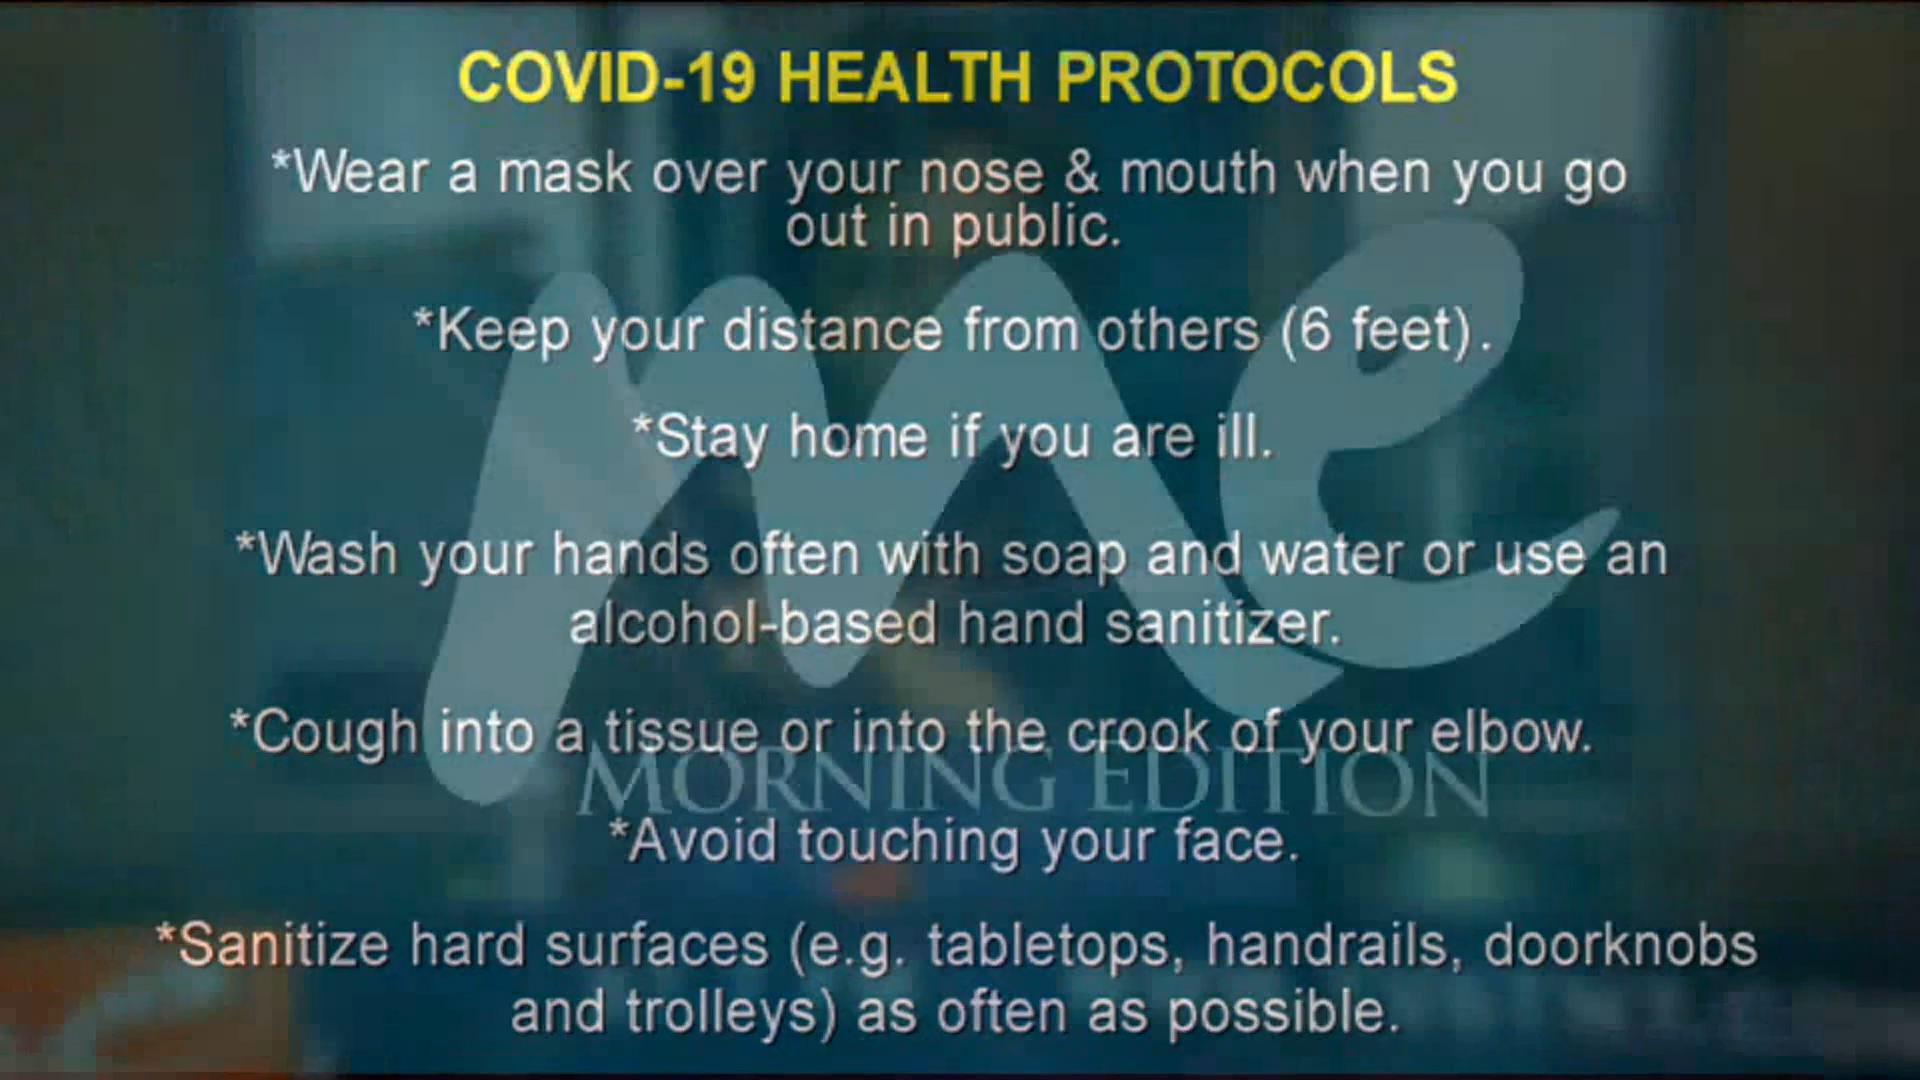 COVID-19 HEALTH PROTOCOLS
*Wear a mask over your nose & mouth when you go
out in public.
*Keep your distance from others (6 feet).
*Stay home if you are ill.
*Wash your hands often with soap and water or use an
alcohol-based hand sanitizer.
*Cough into a tissue or into the crook of your elbow.
me
MORNING EDITION
*Avoid touching your face.
*Sanitize hard surfaces (e.g. tabletops, handrails, doorknobs
and trolleys) as often as possible.